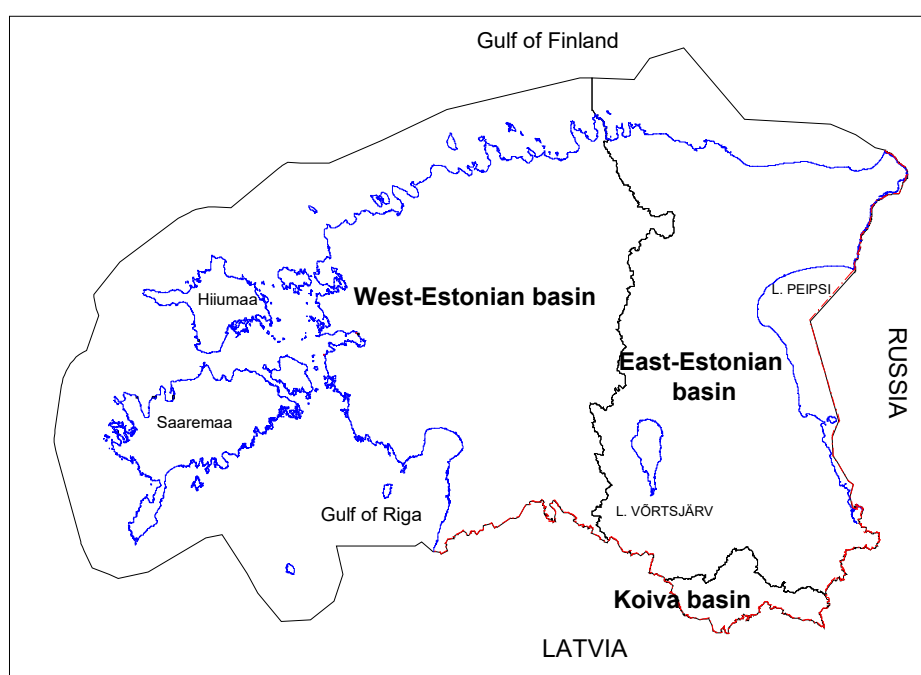 Gulf of Finland
Hiiumaa
West-Estonian basin
L. PEIPSI
RUSSIA
East-Estonian
basin
Saaremaa
Gulf of Riga
L. VÕRTSJÄRV
Koiva basin
LATVIA